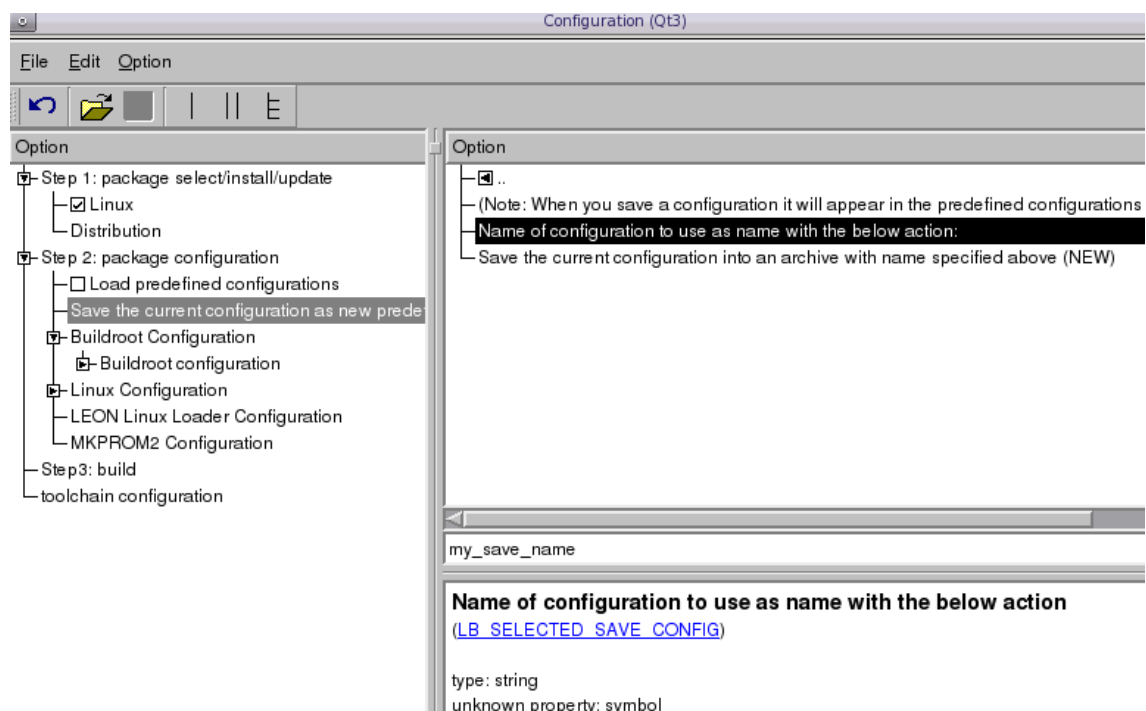 Configuration (Qt3)
File Edit Option
Option
Step 1: package select/install/update
Linux
Distribution
Step 2: package configuration
Load predefined configurations
Save the current configuration as new prede
Buildroot Configuration
Buildroot configuration
Linux Configuration
LEON Linux Loader Configuration
MKPROM2 Configuration
Step3: build
toolchain configuration
Option
..
(Note: When you save a configuration it will appear in the predefined configurations
Name of configuration to use as name with the below action:
Save the current configuration into an archive with name specified above (NEW)
my_save_name
Name of configuration to use as name with the below action
(LB_SELECTED_SAVE_CONFIG)
type: string
unknown property: symbol